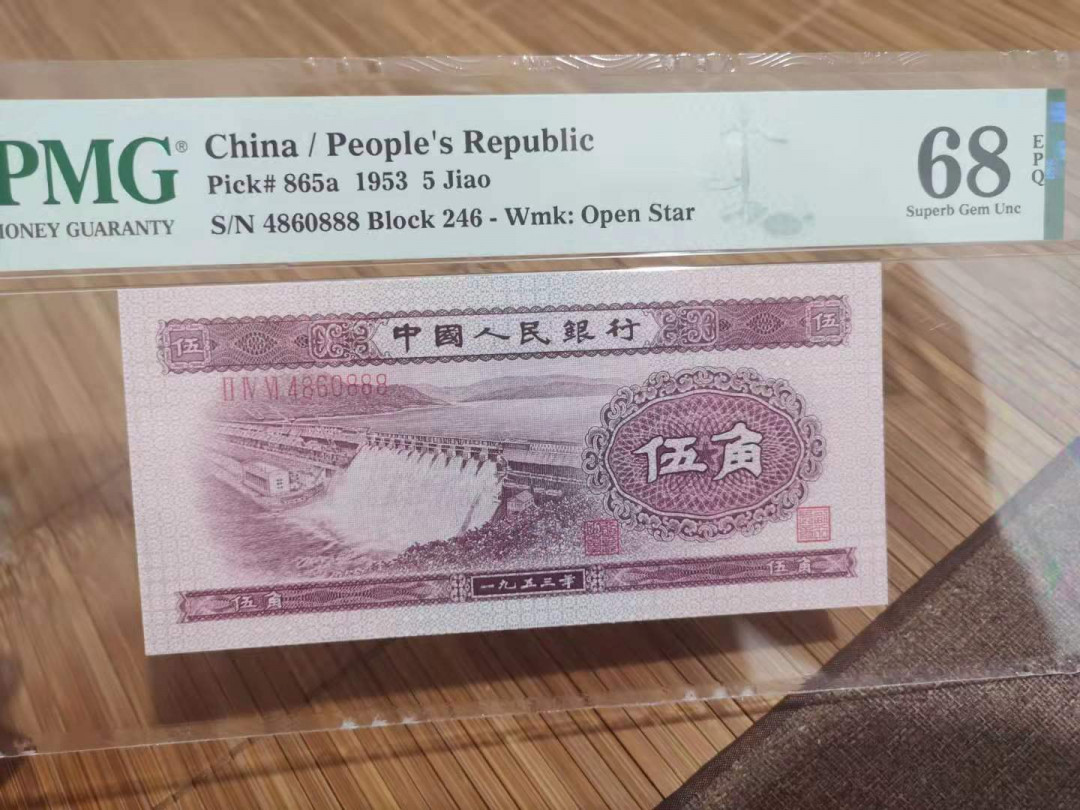 China / People's Republic
PMG®
Pick# 865a 1953 5 Jiao
68
EPQ
MONEY GUARANTY
S/N 4860888 Block 246 - Wmk: Open Star
Superb Gem Unc
伍
中國人民銀行
伍
II IV VI 4860888
伍角
伍角
一九五三年
伍角